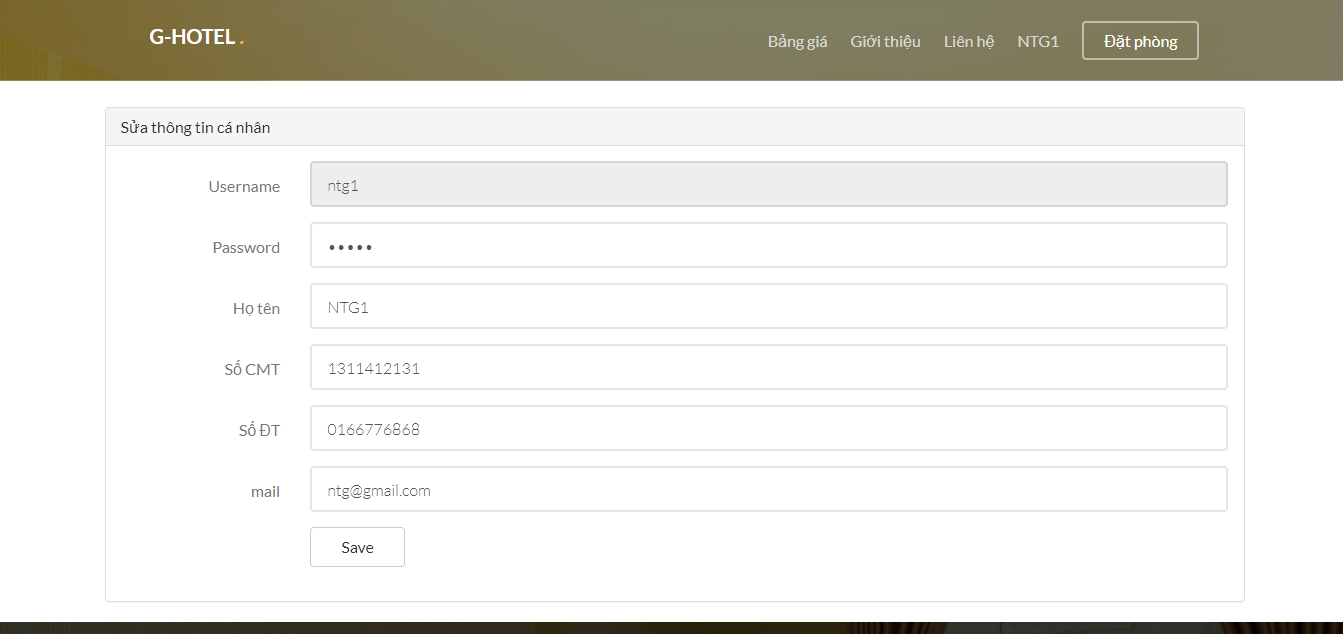 G-HOTEL .
Bảng giá Giới thiệu Liên hệ NTG1 Đặt phòng
Sửa thông tin cá nhân
Username ntg1
Password •••••
Họ tên NTG1
Số CMT 1311412131
Số ĐT 0166776868
mail ntg@gmail.com
Save